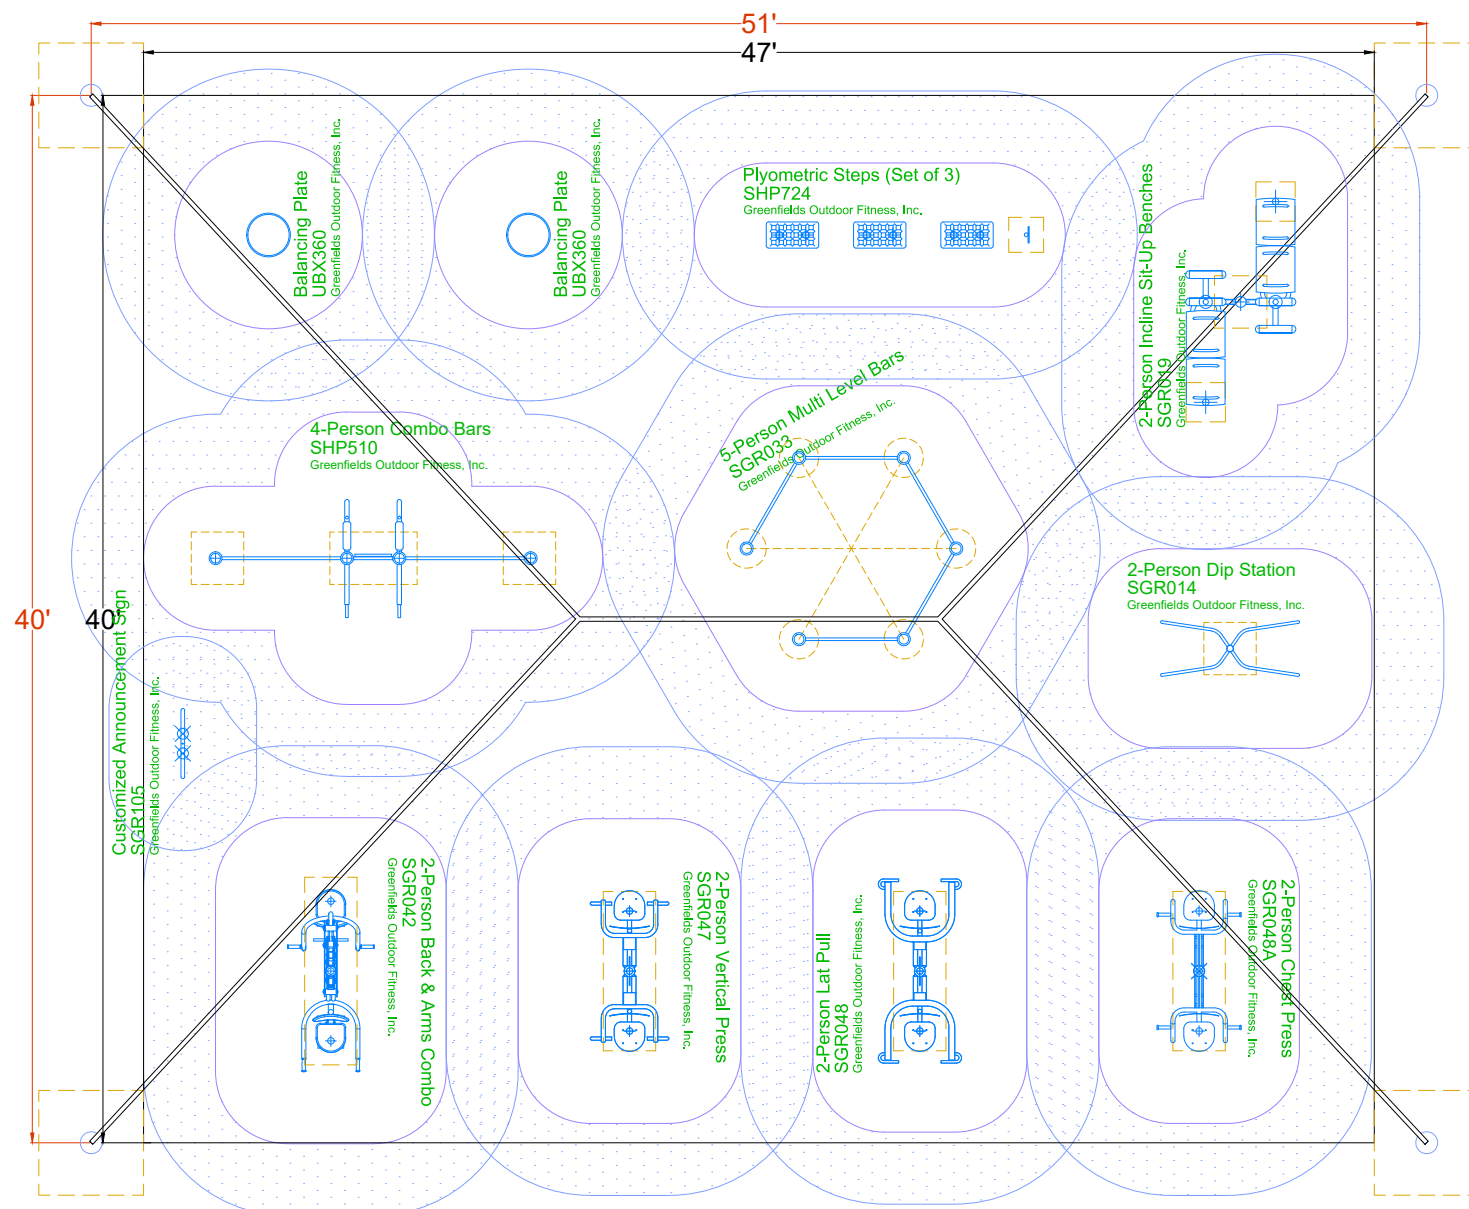 51'
47'
40'
40'
Balancing Plate
UBX360
Greenfields Outdoor Fitness, Inc.
Balancing Plate
UBX360
Greenfields Outdoor Fitness, Inc.
Plyometric Steps (Set of 3)
SHP724
Greenfields Outdoor Fitness, Inc.
2-Person Incline Sit-Up Benches
SGR019
Greenfields Outdoor Fitness, Inc.
4-Person Combo Bars
SHP510
Greenfields Outdoor Fitness, Inc.
5-Person Multi Level Bars
SGR033
Greenfields Outdoor Fitness, Inc.
2-Person Dip Station
SGR014
Greenfields Outdoor Fitness, Inc.
Customized Announcement Sign
SGR105
Greenfields Outdoor Fitness, Inc.
2-Person Back & Arms Combo
SGR042
Greenfields Outdoor Fitness, Inc.
2-Person Vertical Press
SGR047
Greenfields Outdoor Fitness, Inc.
2-Person Lat Pull
SGR048
Greenfields Outdoor Fitness, Inc.
2-Person Chest Press
SGR048A
Greenfields Outdoor Fitness, Inc.